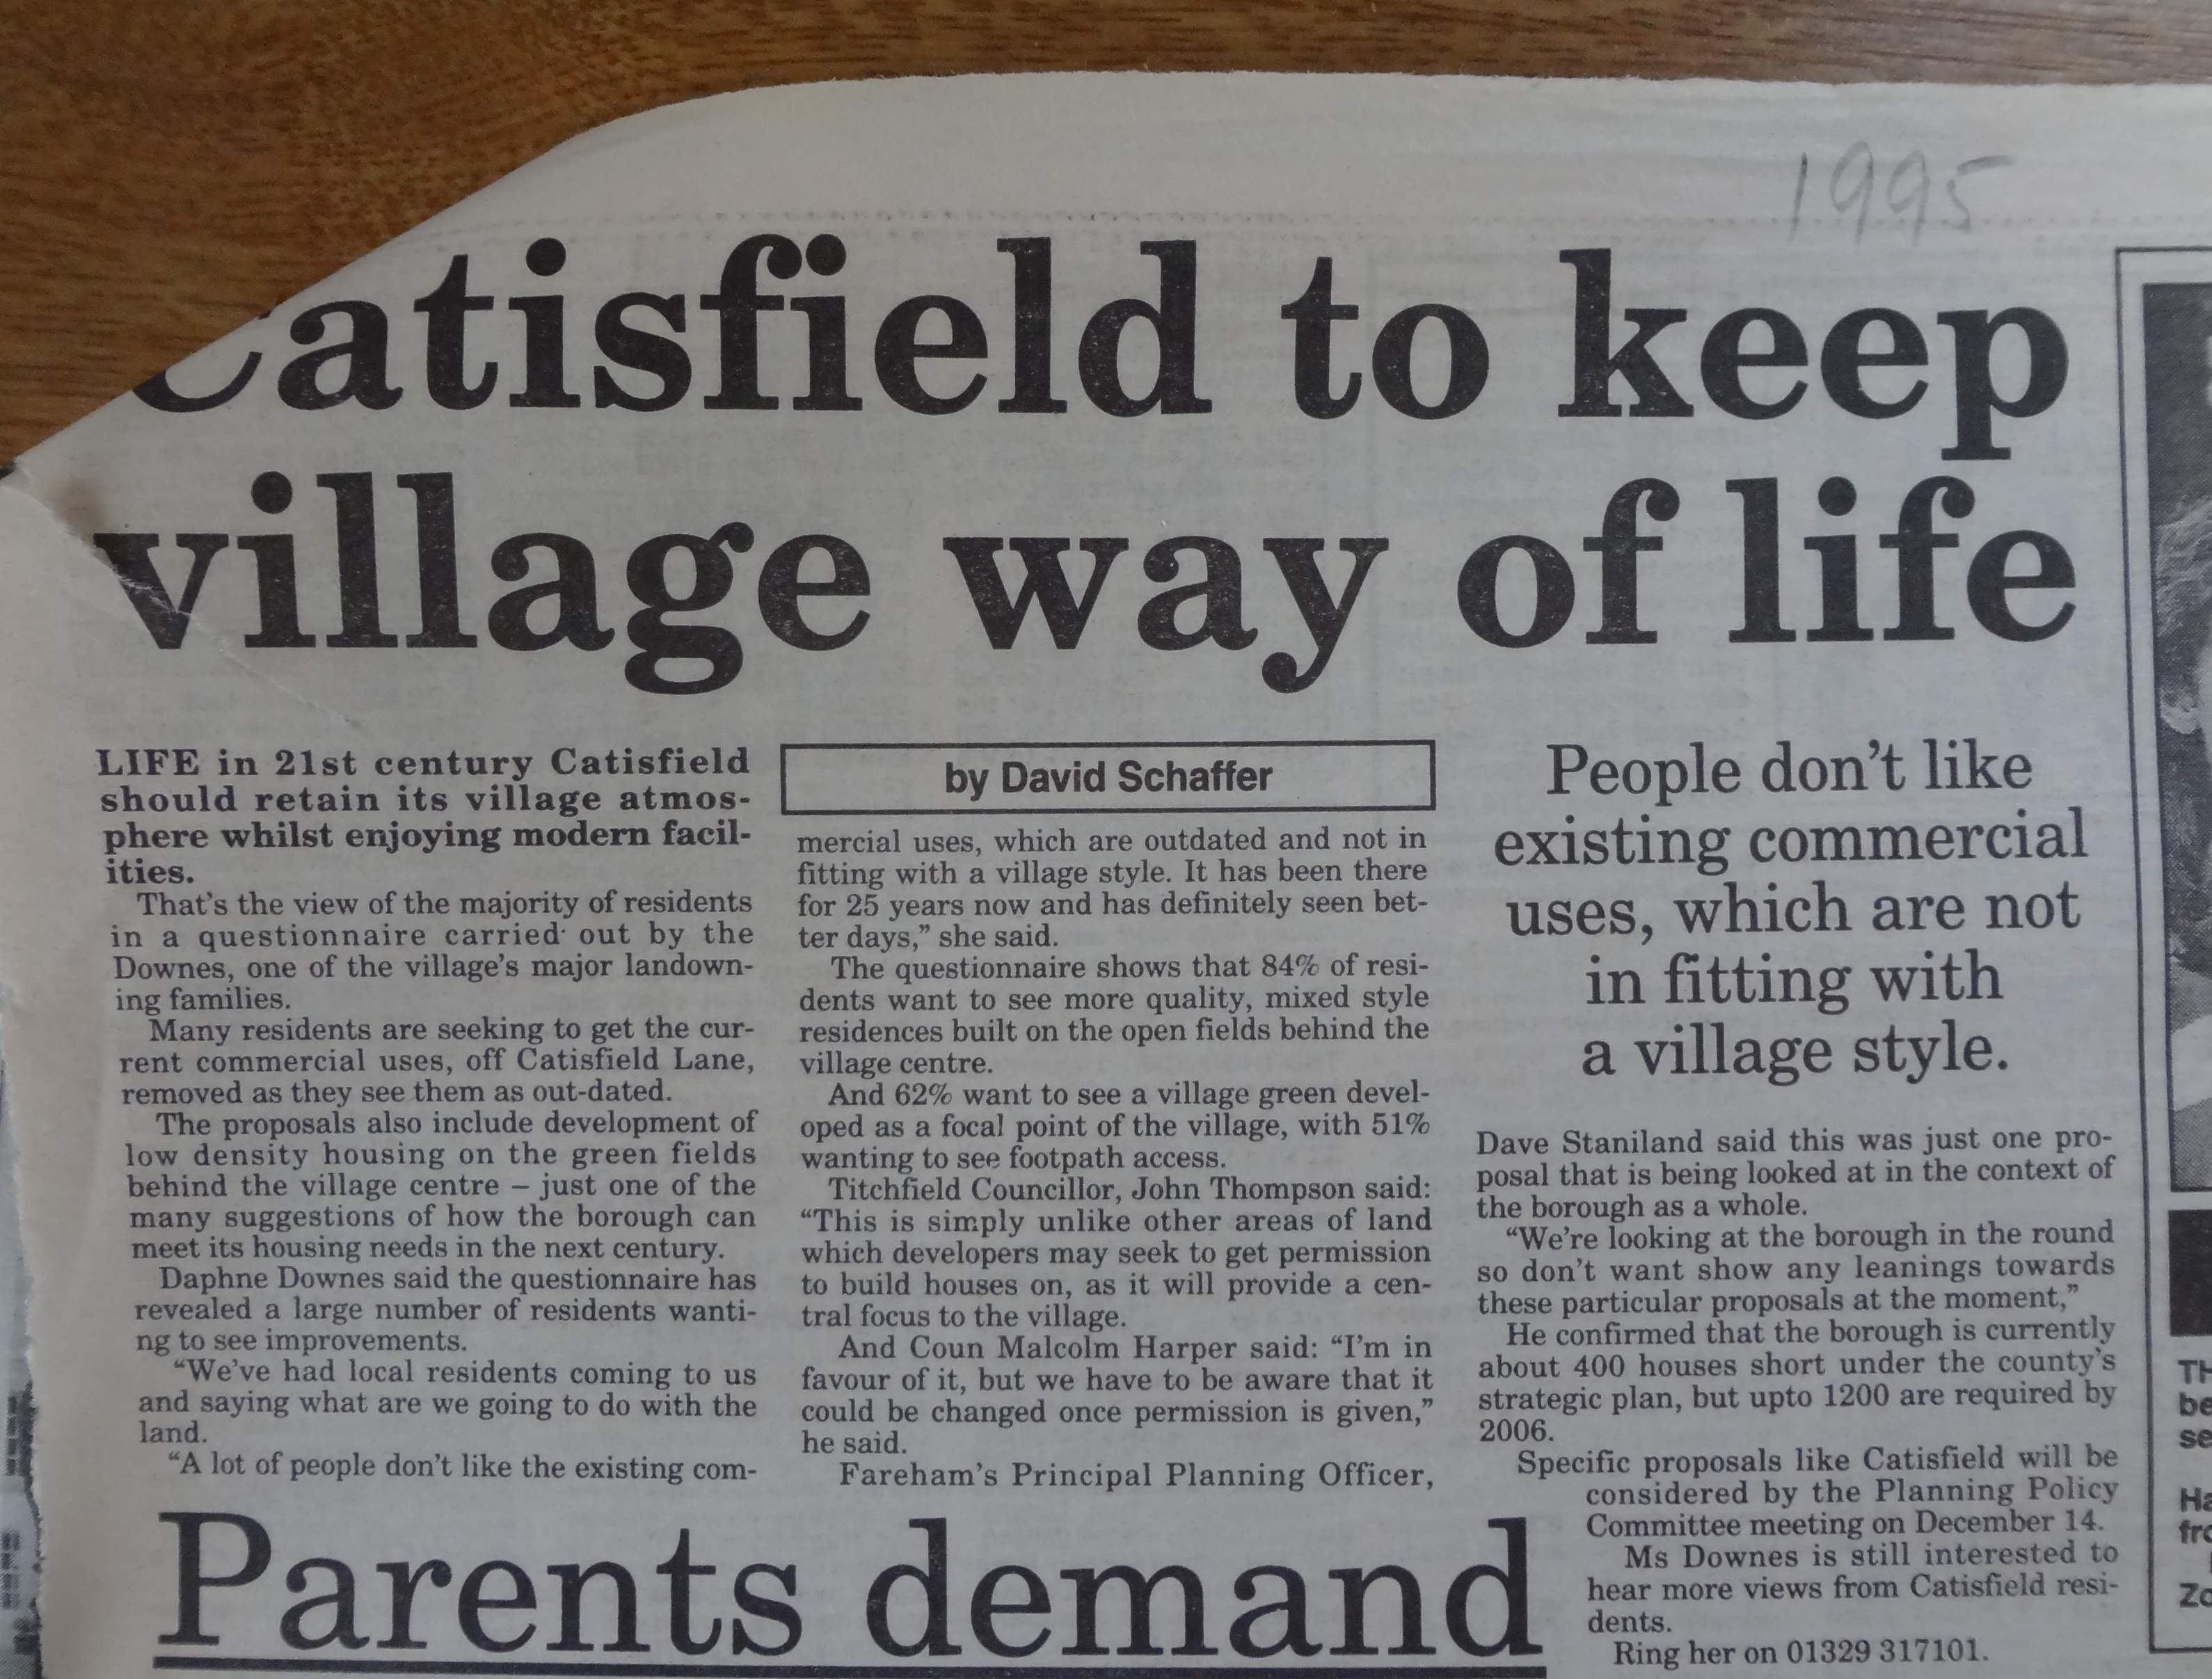 1995
Catisfield to keep
village way of life
LIFE in 21st century Catisfield
should retain its village atmos-
phere whilst enjoying modern facil-
ities.
That's the view of the majority of residents
in a questionnaire carried out by the
Downes, one of the village's major landown-
ing families.
Many residents are seeking to get the cur-
rent commercial uses, off Catisfield Lane,
removed as they see them as out-dated.
The proposals also include development of
low density housing on the green fields
behind the village centre – just one of the
many suggestions of how the borough can
meet its housing needs in the next century.
Daphne Downes said the questionnaire has
revealed a large number of residents wanti-
ng to see improvements.
“We've had local residents coming to us
and saying what are we going to do with the
land.
“A lot of people don't like the existing com-
by David Schaffer
mercial uses, which are outdated and not in
fitting with a village style. It has been there
for 25 years now and has definitely seen bet-
ter days,” she said.
The questionnaire shows that 84% of resi-
dents want to see more quality, mixed style
residences built on the open fields behind the
village centre.
And 62% want to see a village green devel-
oped as a focal point of the village, with 51%
wanting to see footpath access.
Titchfield Councillor, John Thompson said:
“This is simply unlike other areas of land
which developers may seek to get permission
to build houses on, as it will provide a cen-
tral focus to the village.
And Coun Malcolm Harper said: “I'm in
favour of it, but we have to be aware that it
could be changed once permission is given,”
he said.
Fareham's Principal Planning Officer,
People don't like
existing commercial
uses, which are not
in fitting with
a village style.
Dave Staniland said this was just one pro-
posal that is being looked at in the context of
the borough as a whole.
“We're looking at the borough in the round
so don't want show any leanings towards
these particular proposals at the moment,”
He confirmed that the borough is currently
about 400 houses short under the county's
strategic plan, but upto 1200 are required by
2006.
Specific proposals like Catisfield will be
considered by the Planning Policy
Committee meeting on December 14.
Ms Downes is still interested to
hear more views from Catisfield resi-
dents.
Ring her on 01329 317101.
Parents demand